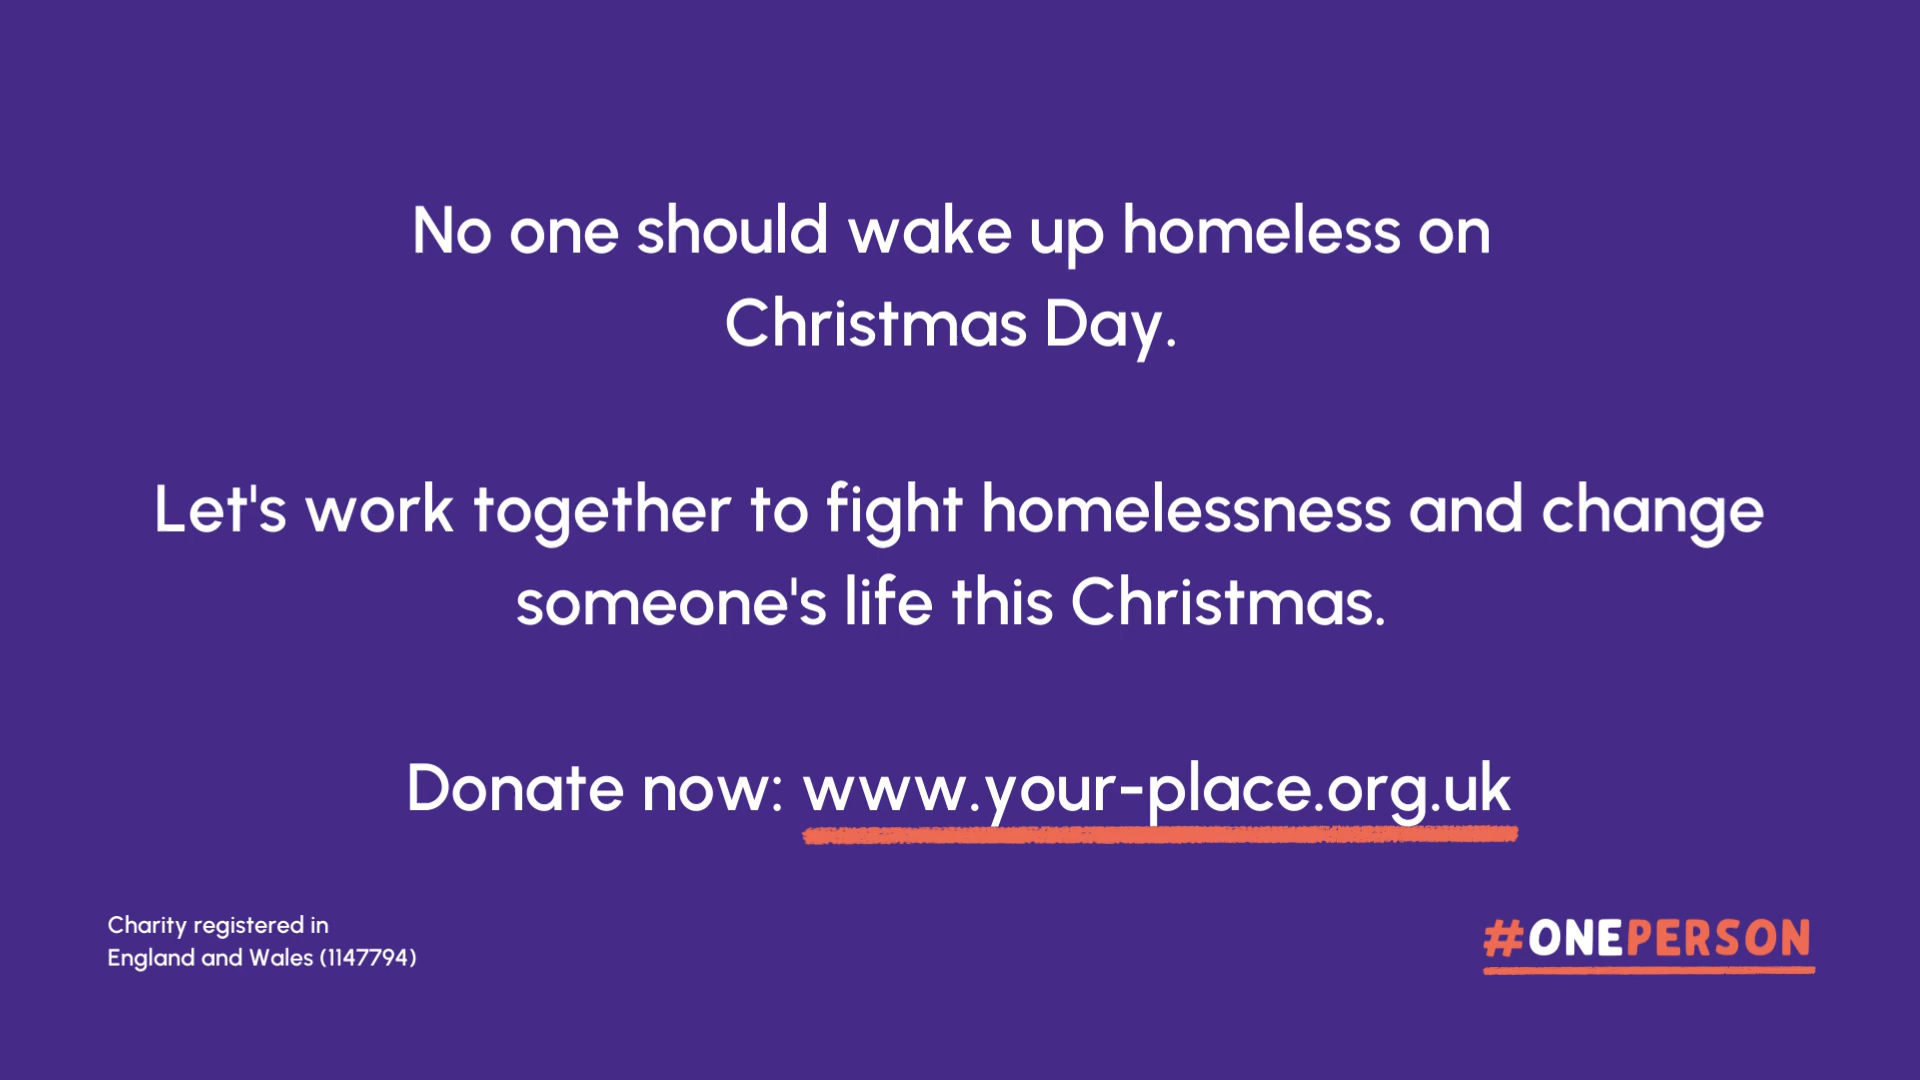 No one should wake up homeless on
Christmas Day.
Let's work together to fight homelessness and change
someone's life this Christmas.
Donate now: www.your-place.org.uk
Charity registered in
England and Wales (1147794)
#ONEPERSON